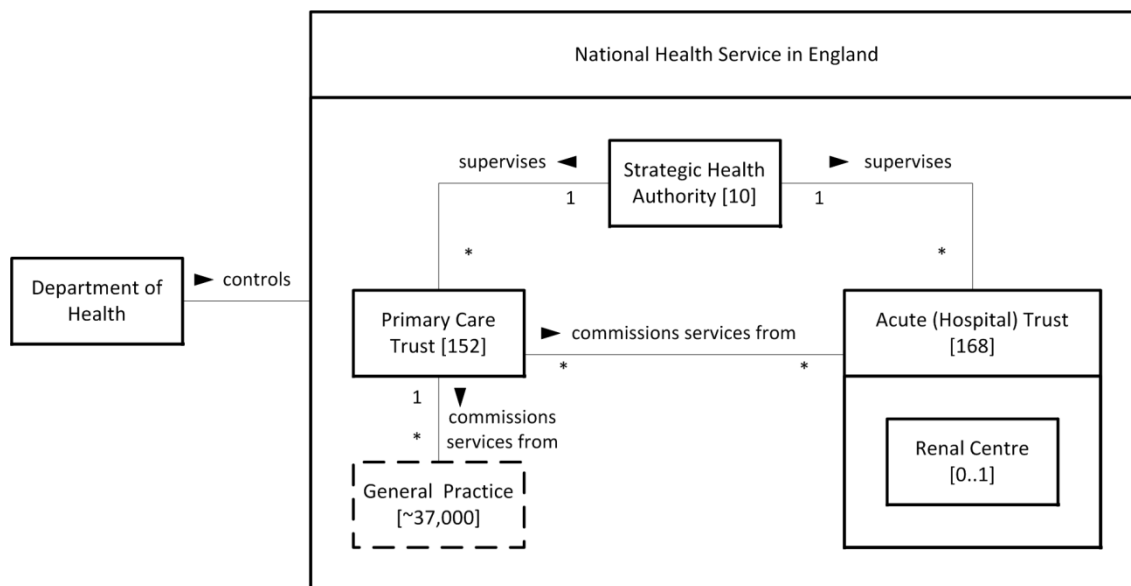 National Health Service in England
supervises
Strategic Health
Authority [10]
supervises
1
1
*
*
Department of
Health
controls
Primary Care
Trust [152]
commissions services from
*
*
Acute (Hospital) Trust
[168]
1
*
commissions
services from
General Practice
[~37,000]
Renal Centre
[0..1]